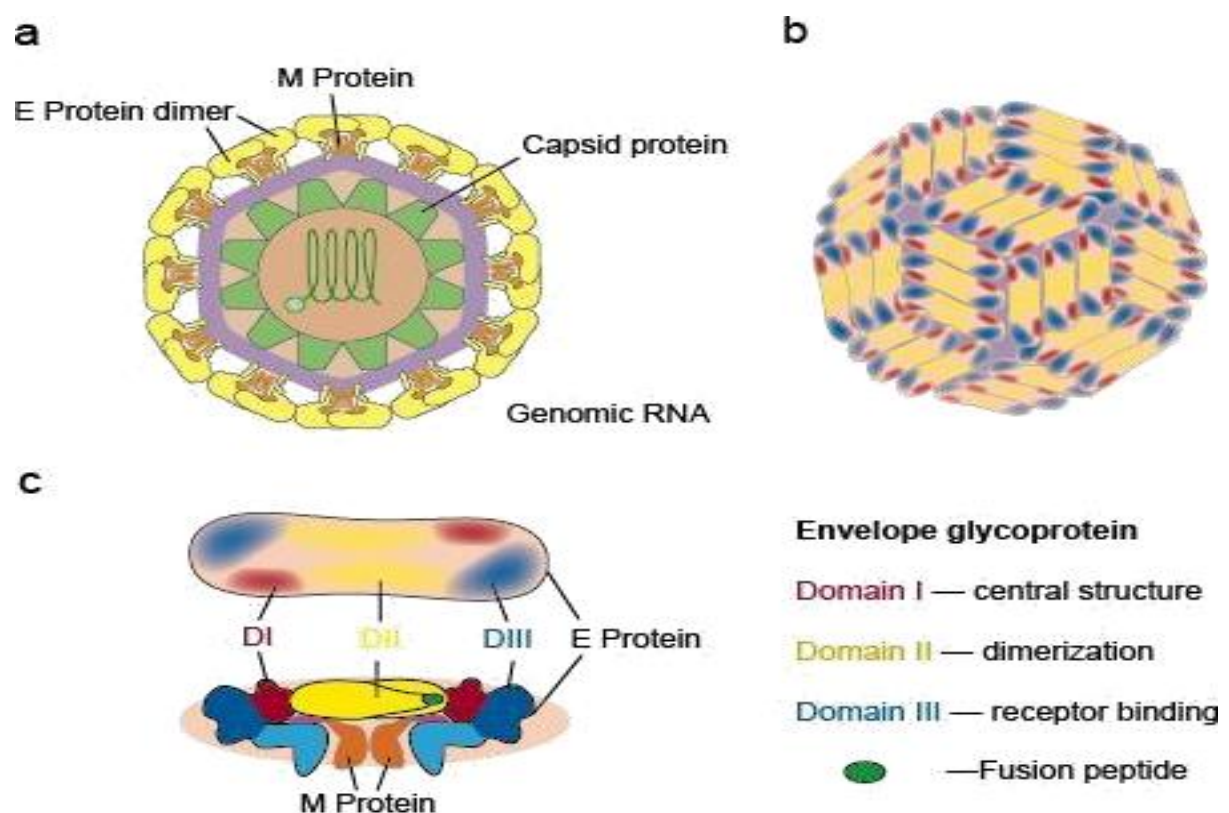 a
b
M Protein
E Protein dimer
Capsid protein
Genomic RNA
c
DI
DII
DIII
E Protein
M Protein
Envelope glycoprotein
Domain I — central structure
Domain II — dimerization
Domain III — receptor binding
—Fusion peptide